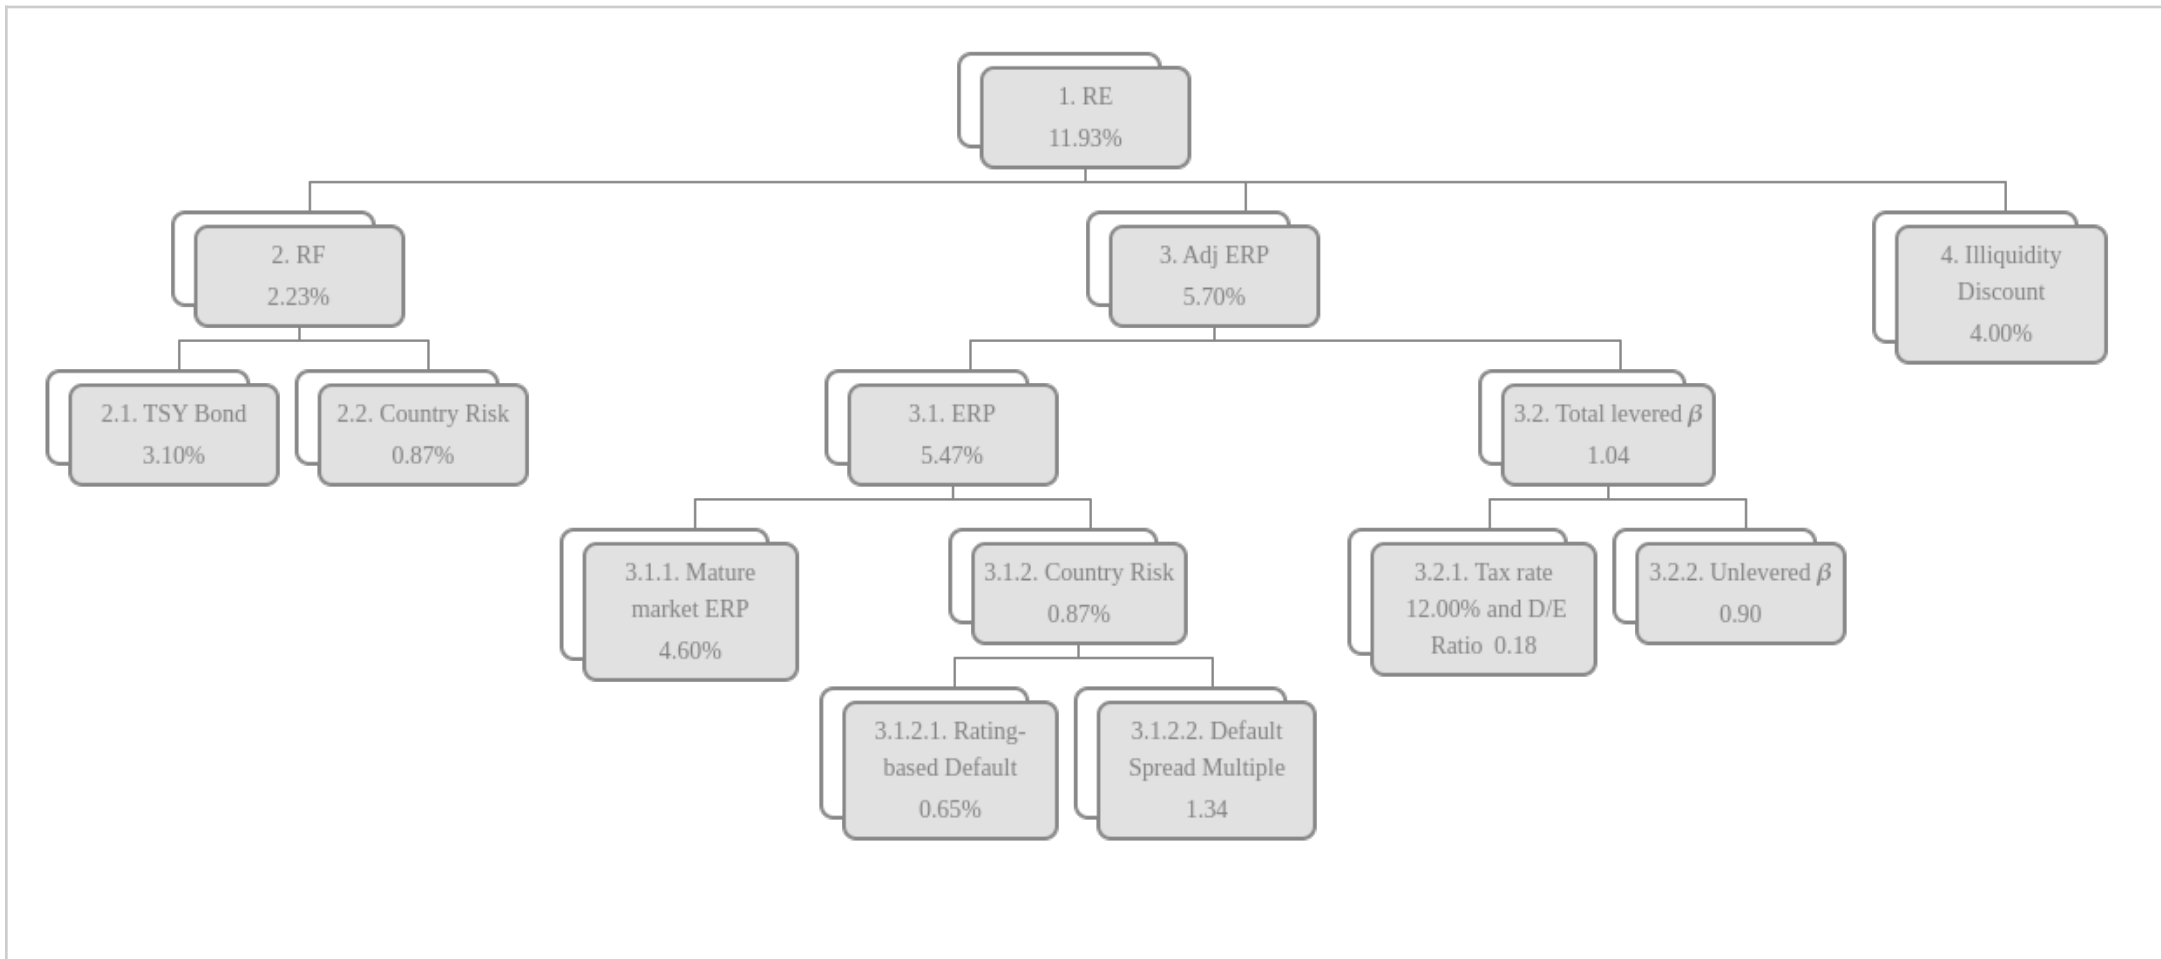 1. RE
11.93%
2. RF
2.23%
3. Adj ERP
5.70%
4. Illiquidity
Discount
4.00%
2.1. TSY Bond
3.10%
2.2. Country Risk
0.87%
3.1. ERP
5.47%
3.2. Total levered β
1.04
3.1.1. Mature
market ERP
4.60%
3.1.2. Country Risk
0.87%
3.2.1. Tax rate
12.00% and D/E
Ratio 0.18
3.2.2. Unlevered β
0.90
3.1.2.1. Rating-
based Default
0.65%
3.1.2.2. Default
Spread Multiple
1.34